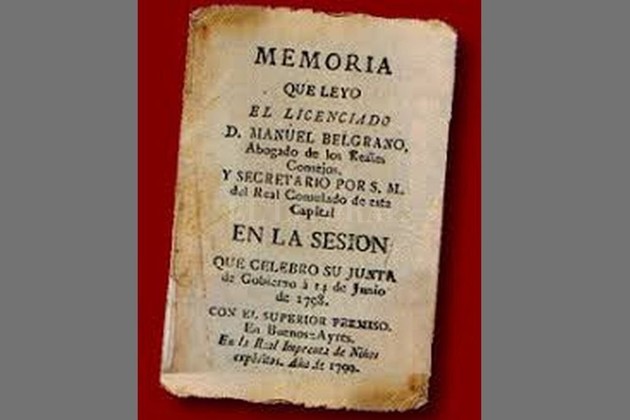 MEMORIA
QUE LEYO
EL LICENCIADO
D. MANUEL BELGRANO,
Abogado de los Reales
Consejos,
Y SECRETARIO POR S. M.
del Real Consulado de esta
Capital
EN LA SESION
QUE CELEBRO SU JUNTA
de Gobierno à 14 de Junio
de 1798.
CON EL SUPERIOR PERMISO.
En Buenos-Ayres,
En la Real Imprenta de Niños
expósitos. Año de